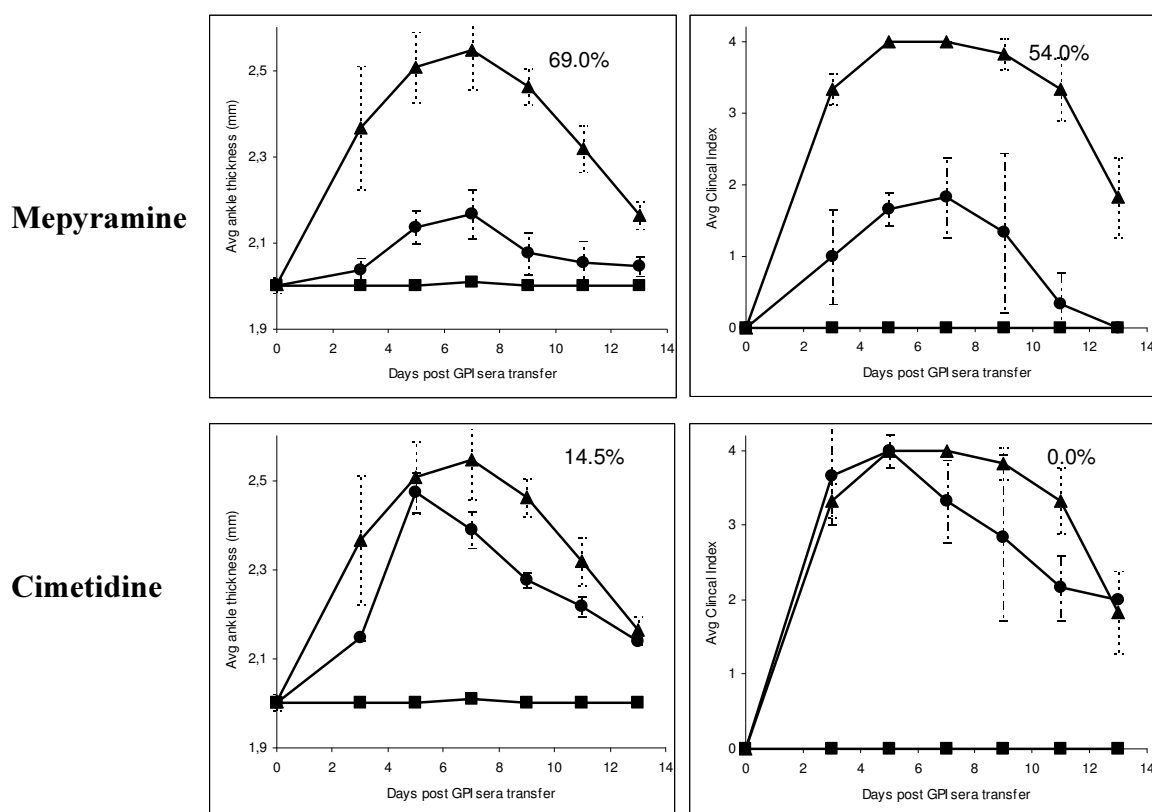 Mepyramine
69.0%
Avg ankle thickness (mm)
2,5
2,3
2,1
1,9
0 2 4 6 8 10 12 14
Days post GPI sera transfer
54.0%
Avg Clincal Index
4
3
2
1
0
0 2 4 6 8 10 12 14
Days post GPI sera transfer
Cimetidine
14.5%
Avg ankle thickness (mm)
2,5
2,3
2,1
1,9
0 2 4 6 8 10 12 14
Days post GPI sera transfer
0.0%
Avg Clincal Index
4
3
2
1
0
0 2 4 6 8 10 12 14
Days post GPI sera transfer